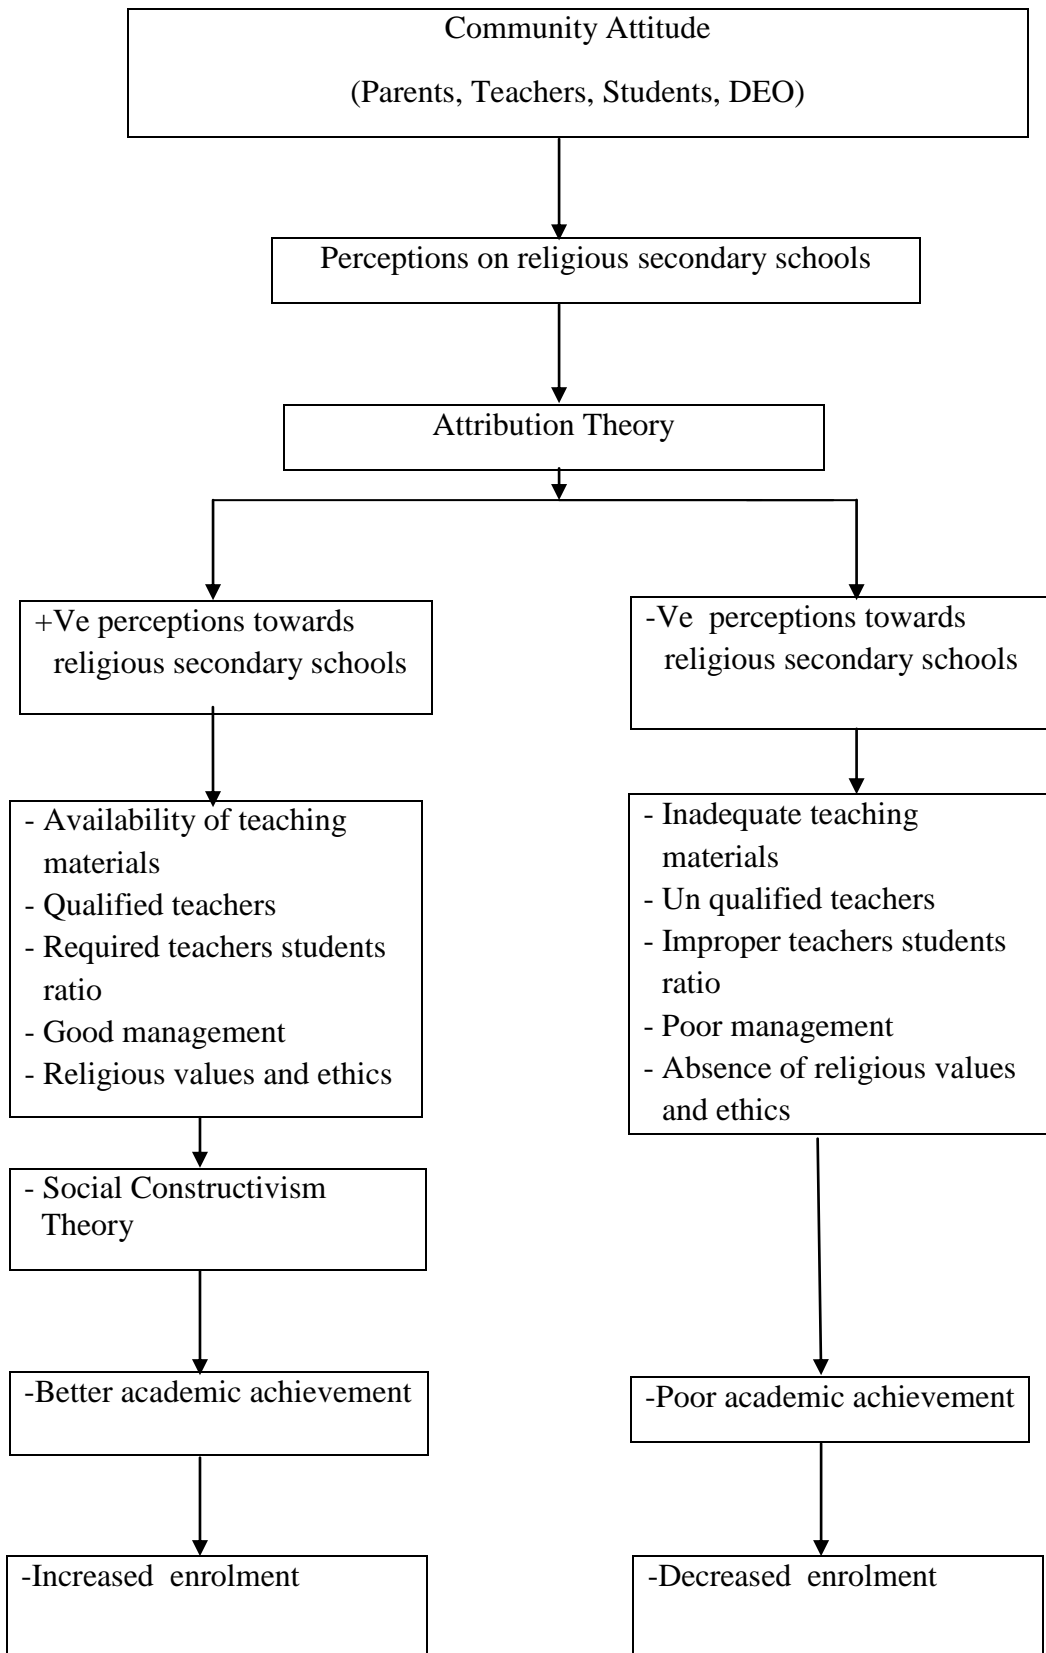 Community Attitude
(Parents, Teachers, Students, DEO)
Perceptions on religious secondary schools
Attribution Theory
+Ve perceptions towards
religious secondary schools
-Ve  perceptions towards
religious secondary schools
- Availability of teaching
materials
- Qualified teachers
- Required teachers students
ratio
- Good management
- Religious values and ethics
- Inadequate teaching
materials
- Un qualified teachers
- Improper teachers students
ratio
- Poor management
- Absence of religious values
and ethics
- Social Constructivism
Theory
-Better academic achievement
-Poor academic achievement
-Increased  enrolment
-Decreased  enrolment